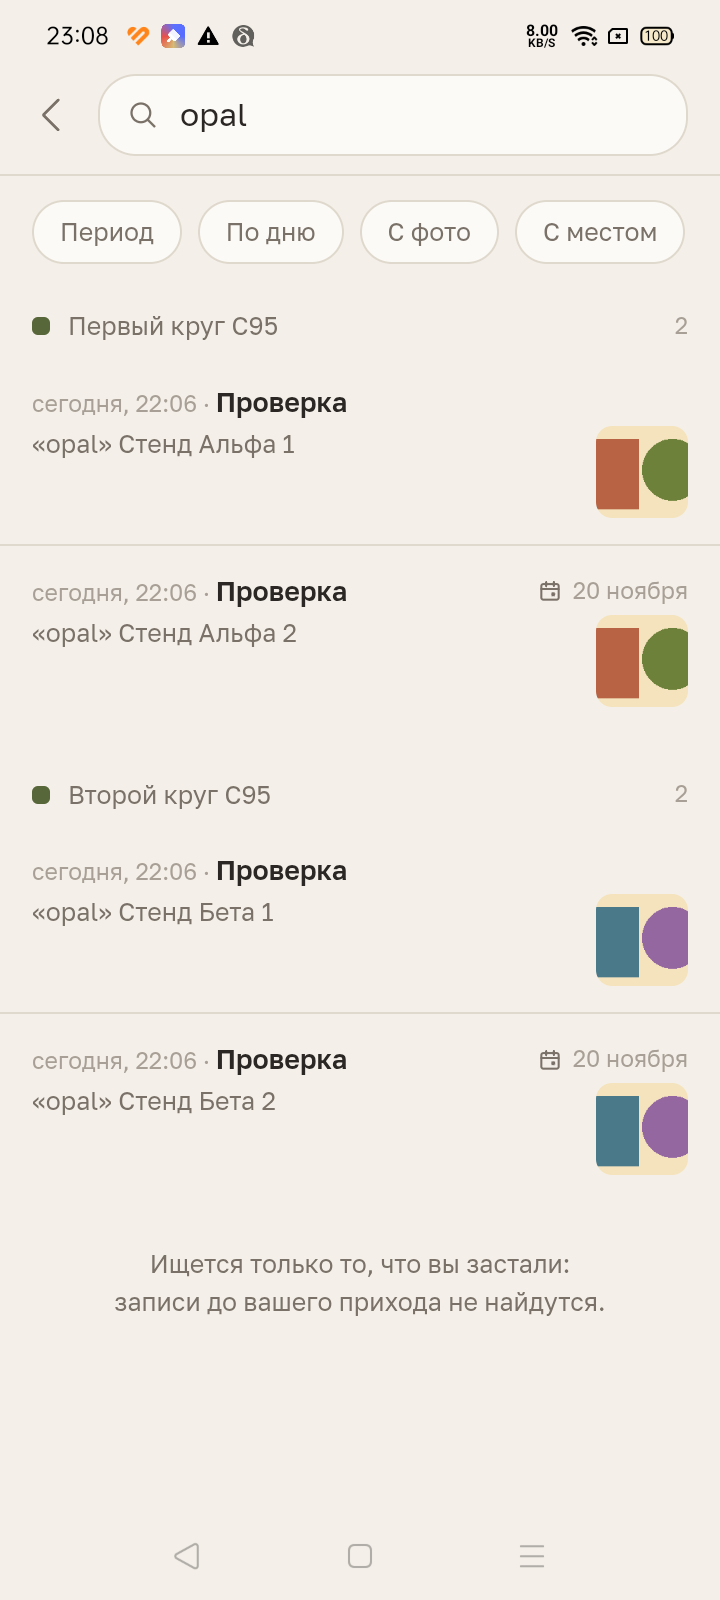 23:08
8.00 KB/S
100
opal
Период
По дню
С фото
С местом
Первый круг С95
2
сегодня, 22:06 · Проверка
«opal» Стенд Альфа 1
сегодня, 22:06 · Проверка
20 ноября
«opal» Стенд Альфа 2
Второй круг С95
2
сегодня, 22:06 · Проверка
«opal» Стенд Бета 1
сегодня, 22:06 · Проверка
20 ноября
«opal» Стенд Бета 2
Ищется только то, что вы застали:
записи до вашего прихода не найдутся.